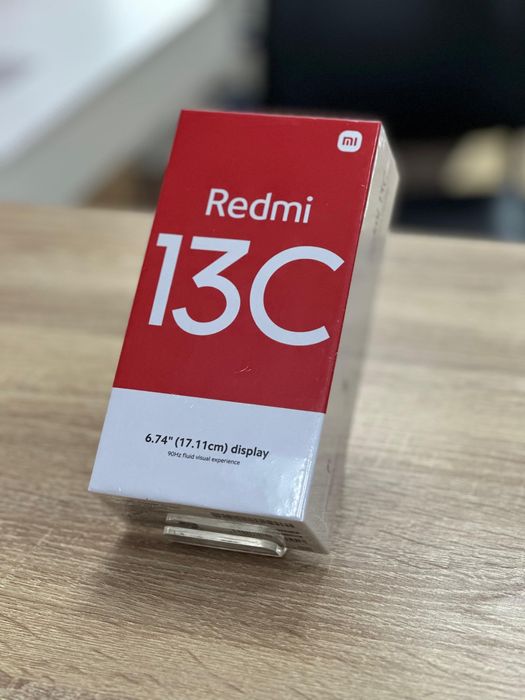 mi
Redmi
13C
6.74" (17.11cm) display
90Hz fluid visual experience